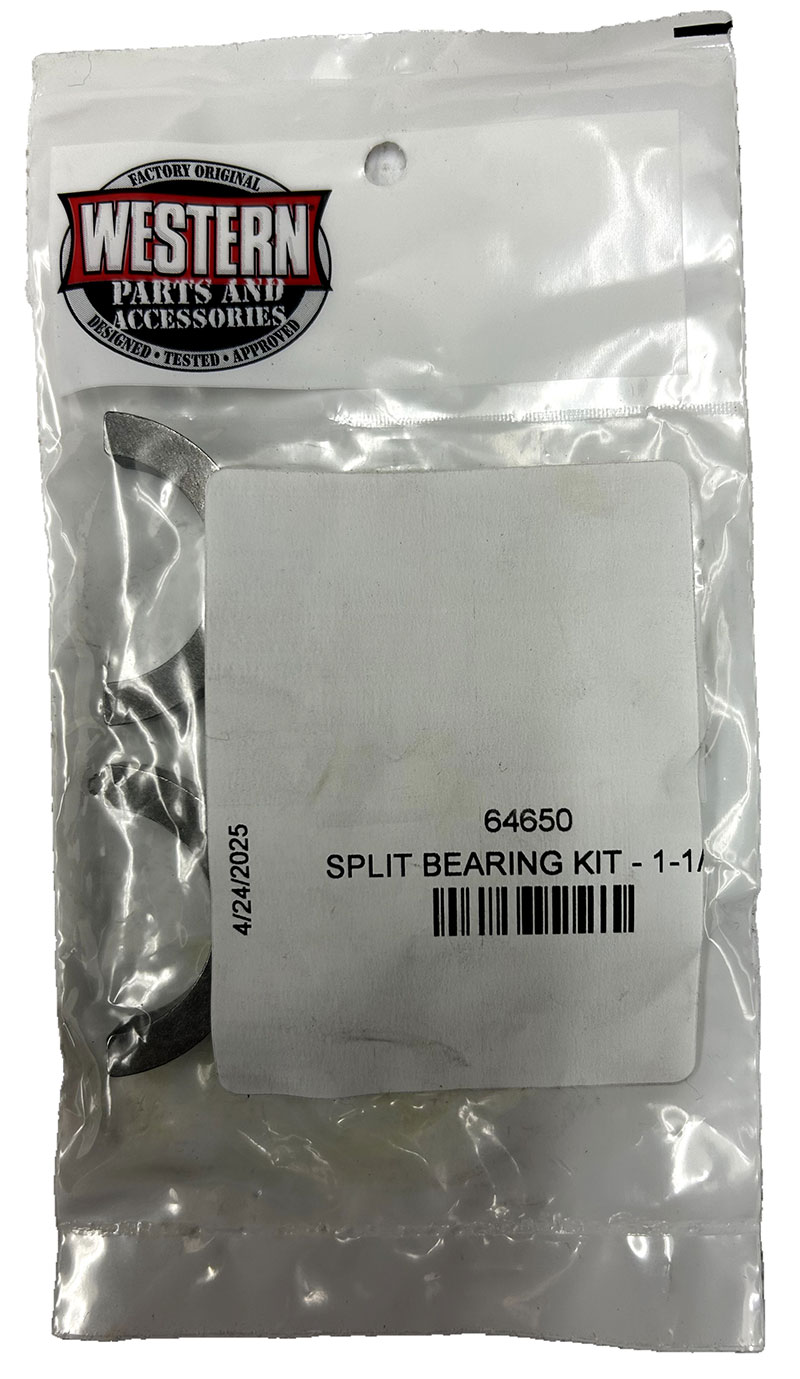 FACTORY ORIGINAL
WESTERN
PARTS AND
ACCESSORIES
DESIGNED • TESTED • APPROVED
64650
SPLIT BEARING KIT - 1-1/
4/24/2025